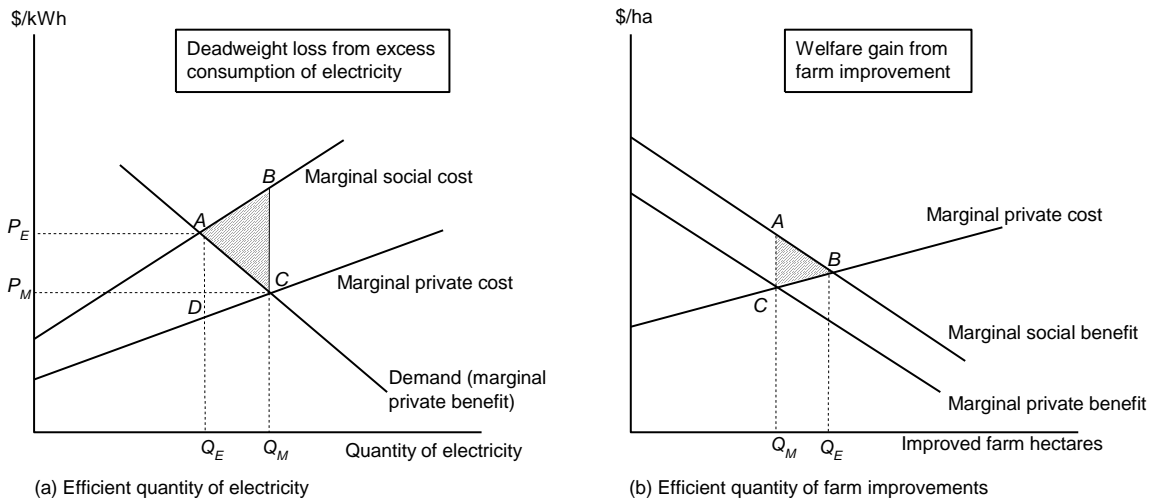 $/kWh
Deadweight loss from excess
consumption of electricity
B
Marginal social cost
A
P_E
P_M
C
Marginal private cost
D
Demand (marginal
private benefit)
Q_E
Q_M
Quantity of electricity
(a) Efficient quantity of electricity
$/ha
Welfare gain from
farm improvement
Marginal private cost
A
B
C
Marginal social benefit
Marginal private benefit
Q_M
Q_E
Improved farm hectares
(b) Efficient quantity of farm improvements